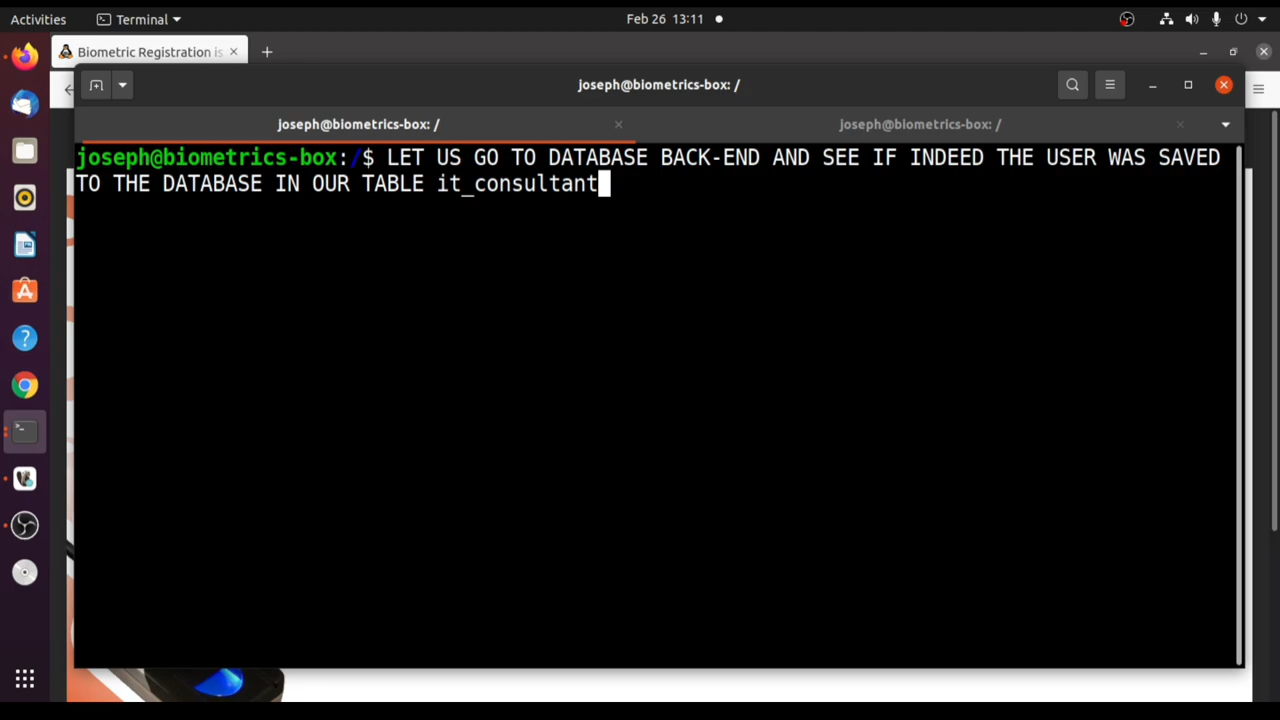 Activities
Terminal
Feb 26 13:11
Biometric Registration is
joseph@biometrics-box: /
joseph@biometrics-box: /
joseph@biometrics-box: /
joseph@biometrics-box:/$ LET US GO TO DATABASE BACK-END AND SEE IF INDEED THE USER WAS SAVED
TO THE DATABASE IN OUR TABLE it_consultant